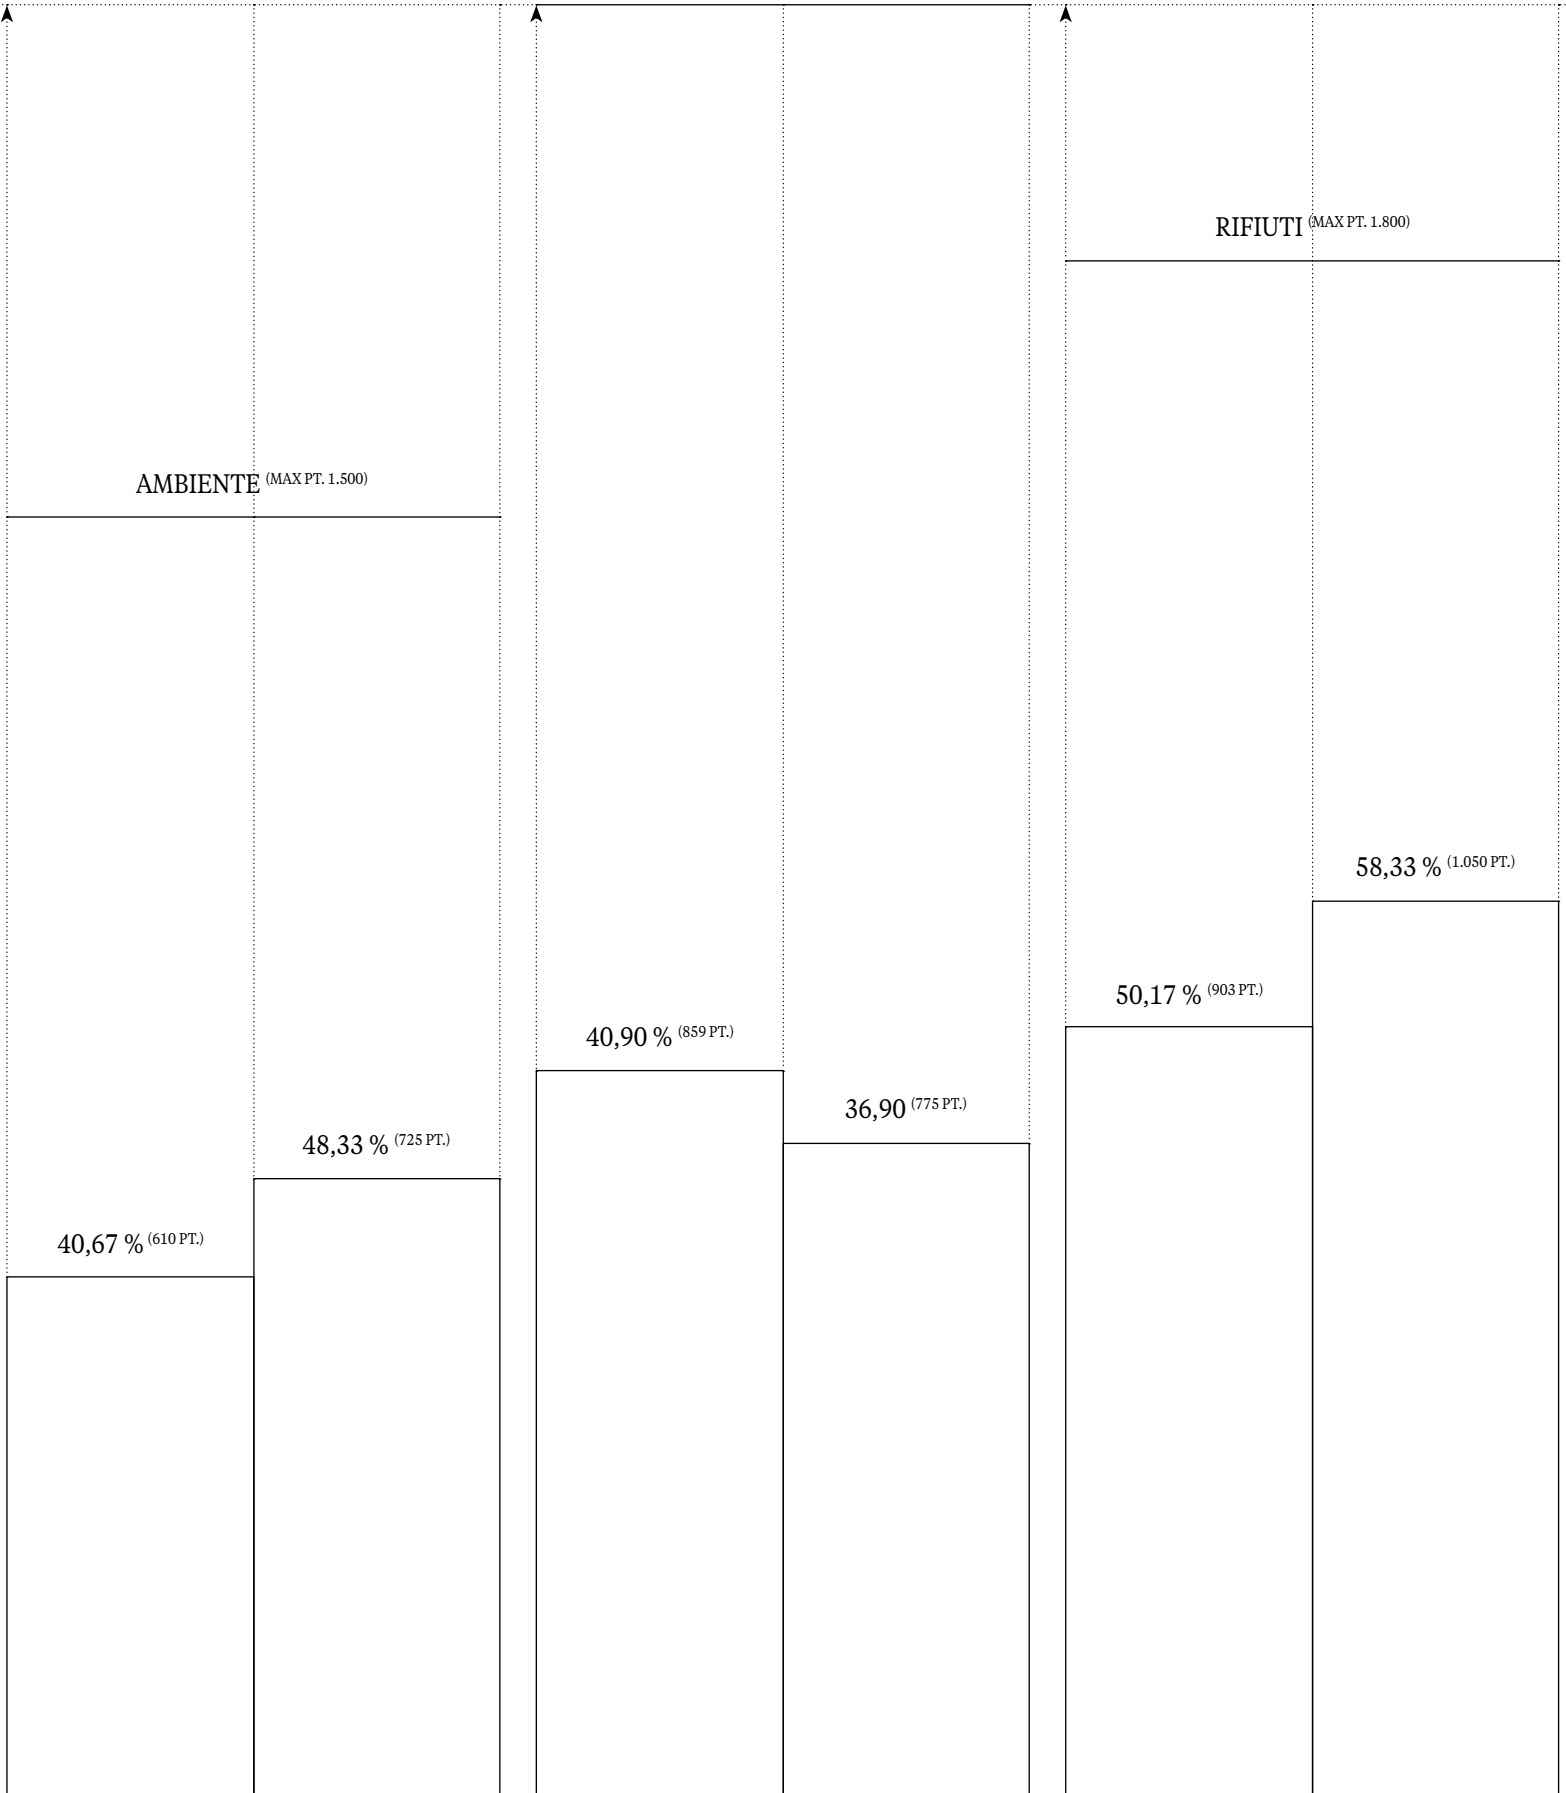 RIFIUTI (MAX PT. 1.800)
AMBIENTE (MAX PT. 1.500)
58,33 % (1.050 PT.)
50,17 % (903 PT.)
40,90 % (859 PT.)
36,90 (775 PT.)
48,33 % (725 PT.)
40,67 % (610 PT.)